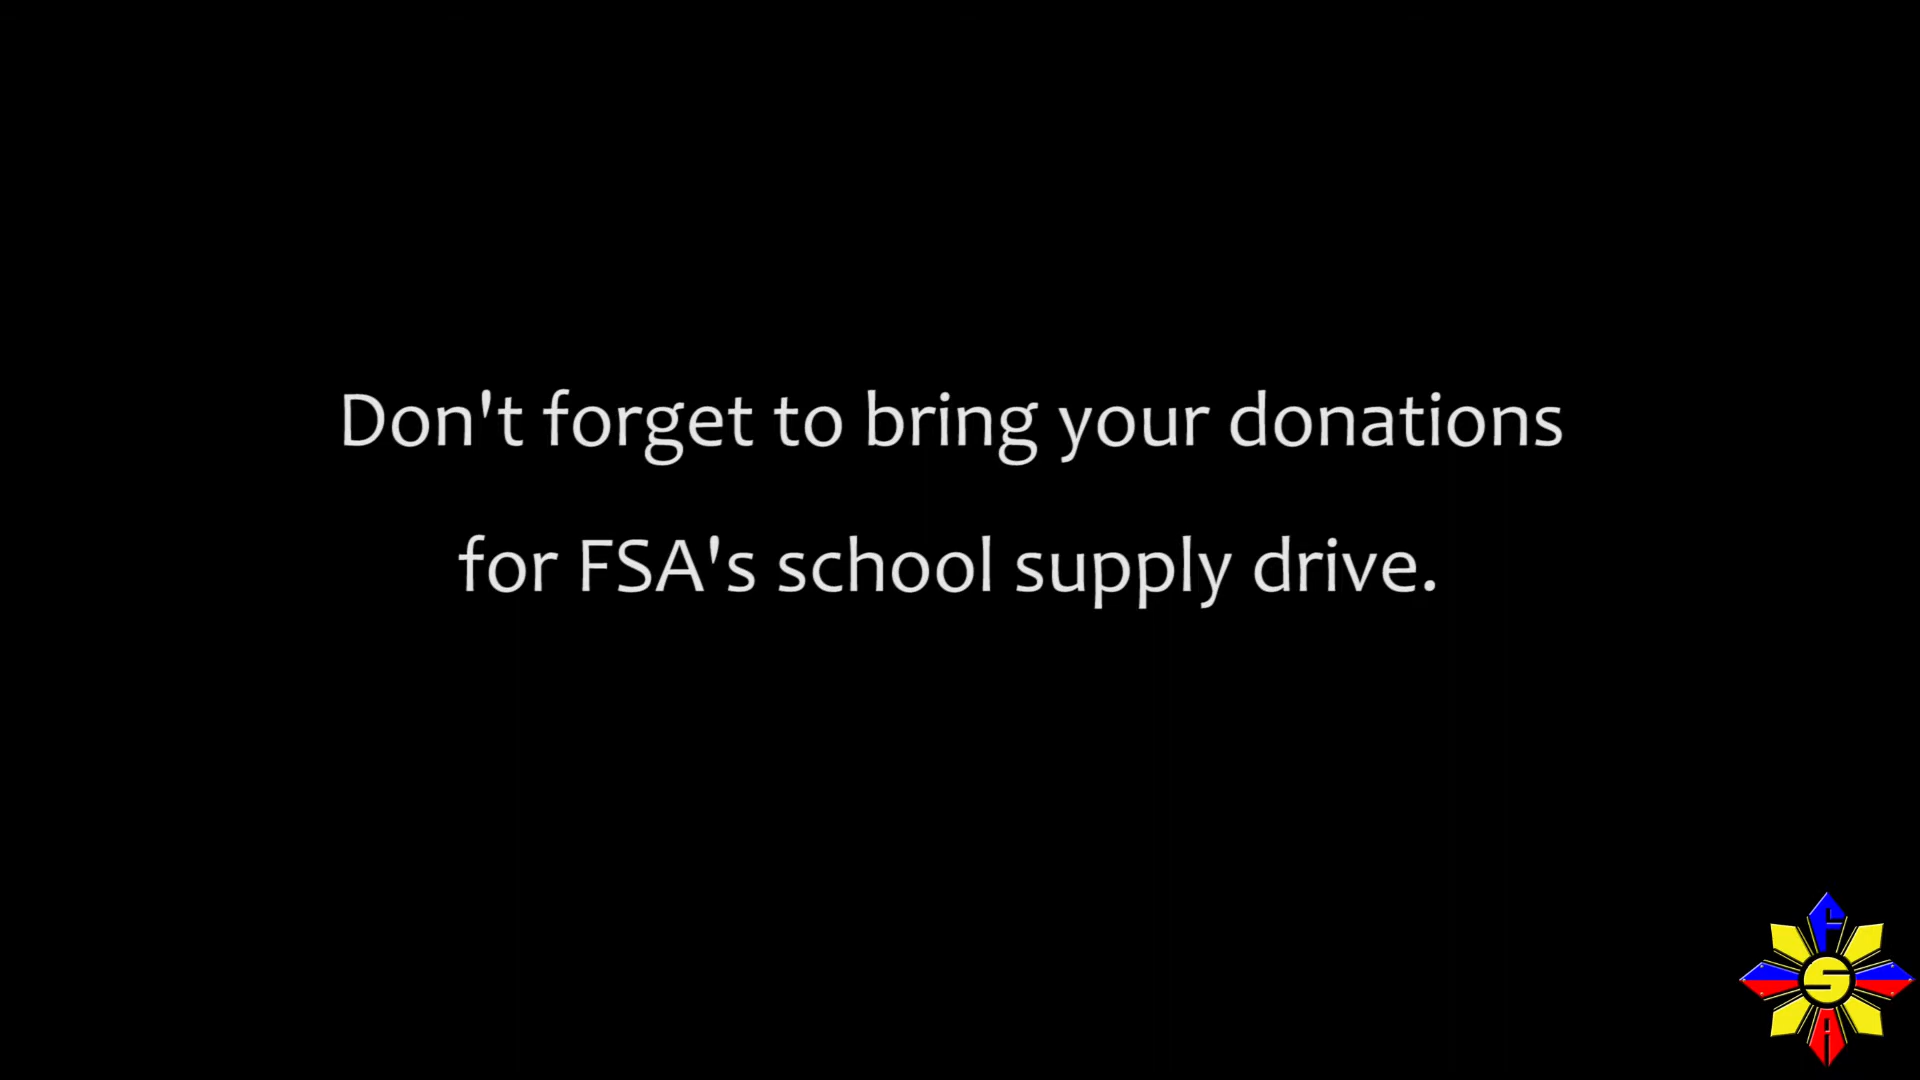 Don't forget to bring your donations
for FSA's school supply drive.
F
S
A